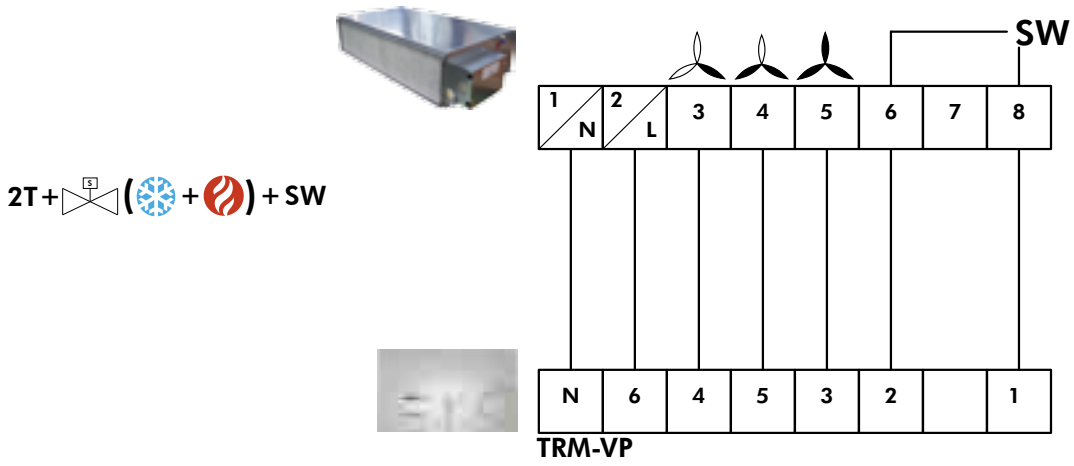 SW
1 N 2 L 3 4 5 6 7 8
2T + S ( + ) + SW
N 6 4 5 3 2 1
TRM-VP